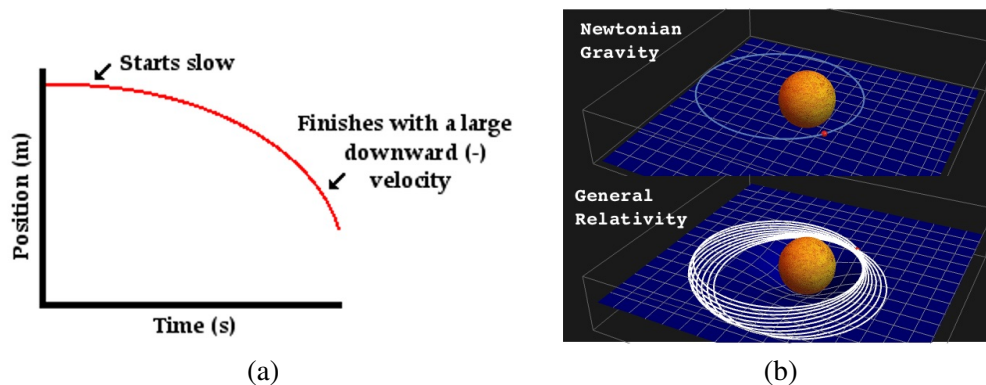 Starts slow
Finishes with a large
downward (-)
velocity
Position (m)
Time (s)
(a)
Newtonian
Gravity
General
Relativity
(b)